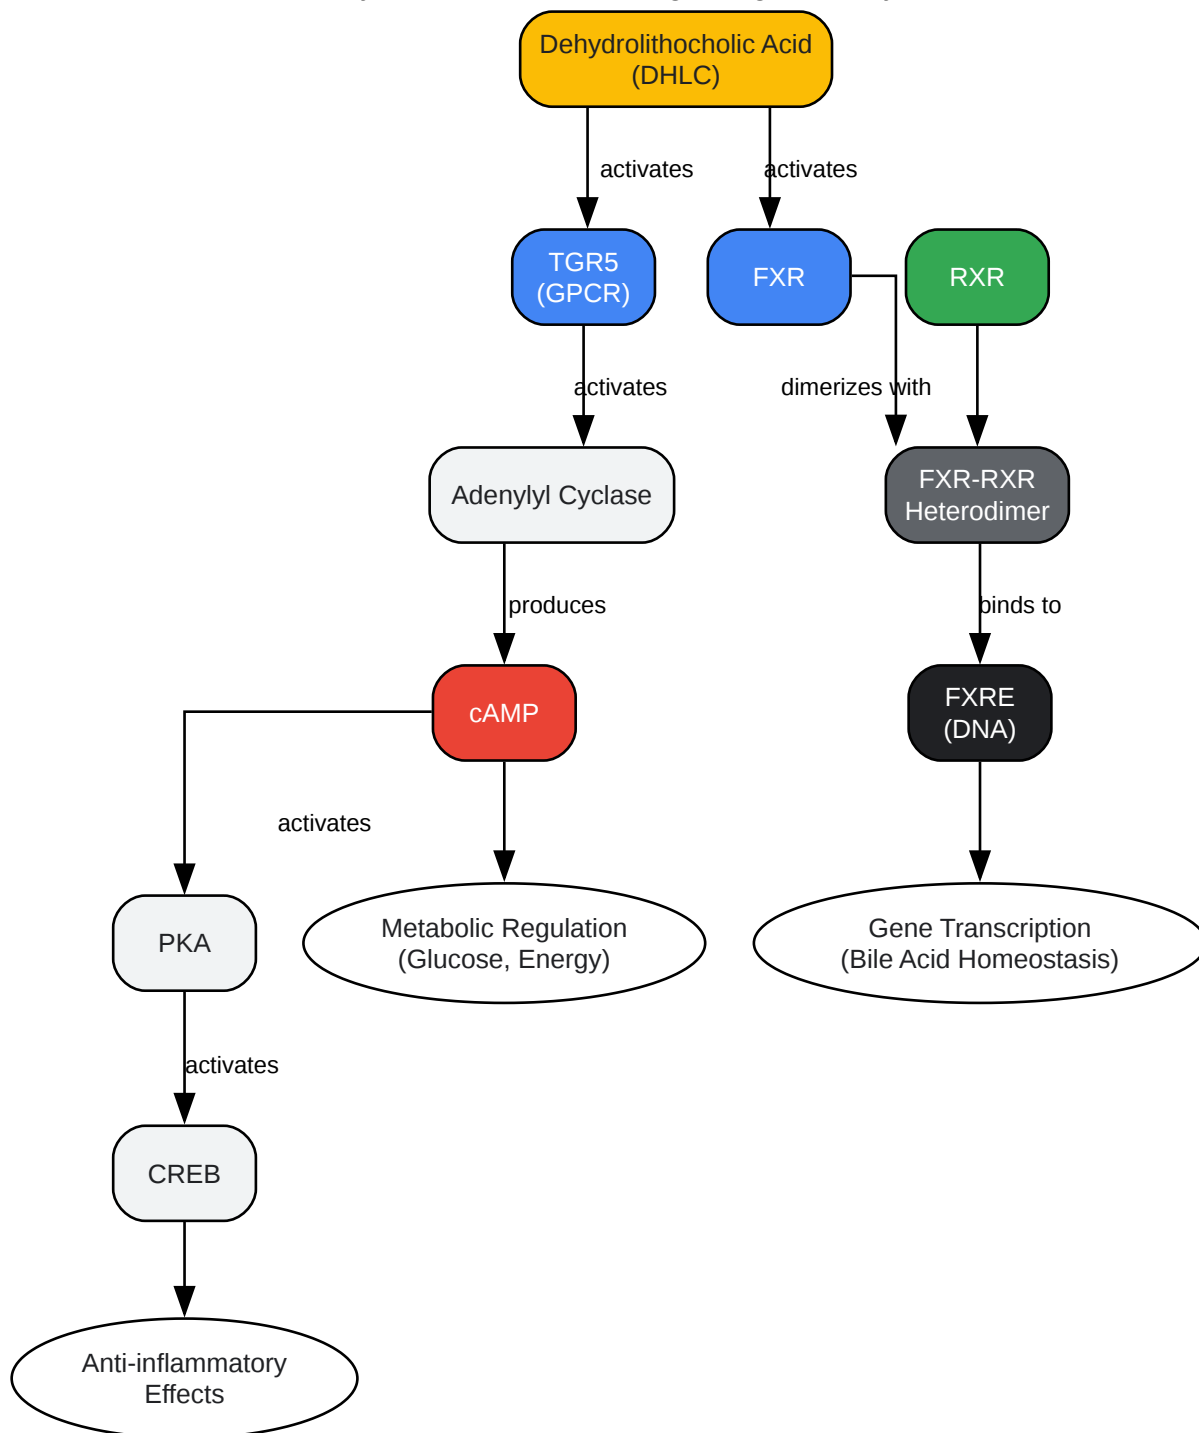 Dehydrolithocholic Acid
(DHLC)
activates
activates
TGR5
(GPCR)
FXR
RXR
activates
dimerizes with
Adenylyl Cyclase
FXR-RXR
Heterodimer
produces
binds to
cAMP
FXRE
(DNA)
activates
Metabolic Regulation
(Glucose, Energy)
Gene Transcription
(Bile Acid Homeostasis)
PKA
activates
CREB
Anti-inflammatory
Effects